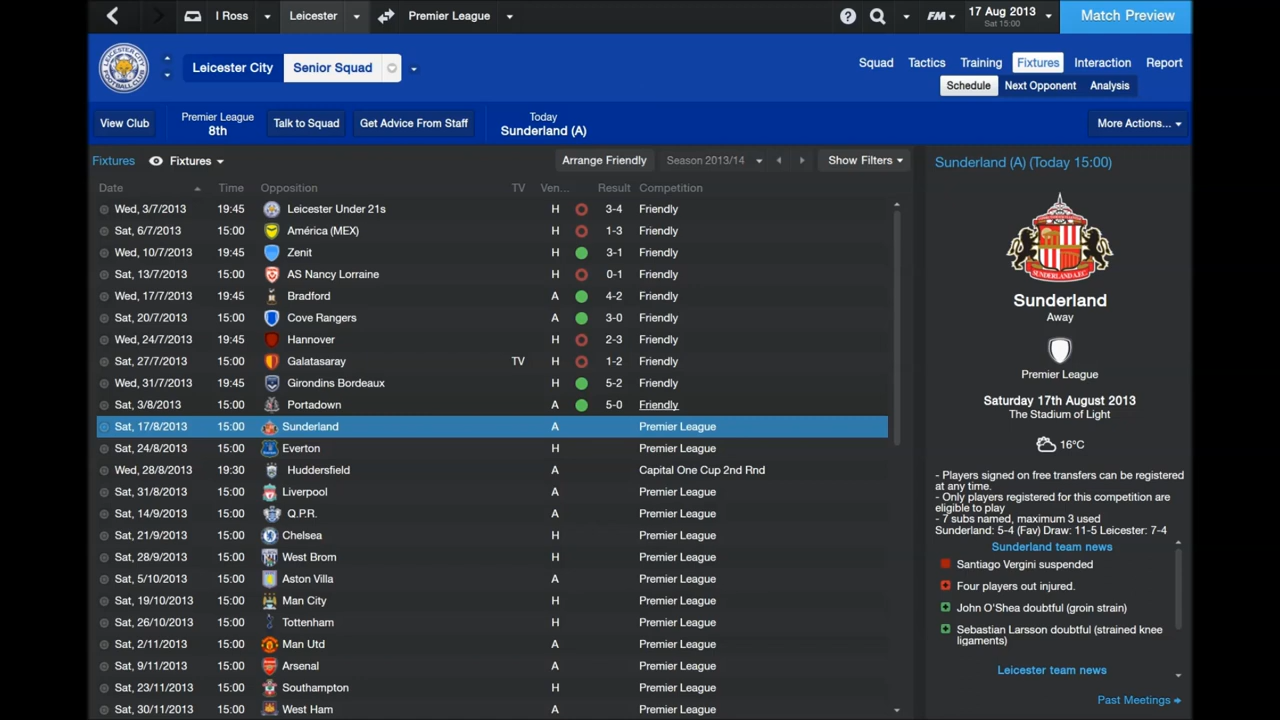 I Ross Leicester Premier League FM 17 Aug 2013 Sat 15:00 Match Preview
Leicester City Senior Squad Squad Tactics Training Fixtures Interaction Report
Schedule Next Opponent Analysis
View Club Premier League 8th Talk to Squad Get Advice From Staff Today Sunderland (A) More Actions...
Fixtures Fixtures Arrange Friendly Season 2013/14 Show Filters
Date Time Opposition TV Ven... Result Competition
Wed, 3/7/2013 19:45 Leicester Under 21s H 3-4 Friendly
Sat, 6/7/2013 15:00 América (MEX) H 1-3 Friendly
Wed, 10/7/2013 19:45 Zenit H 3-1 Friendly
Sat, 13/7/2013 15:00 AS Nancy Lorraine H 0-1 Friendly
Wed, 17/7/2013 19:45 Bradford A 4-2 Friendly
Sat, 20/7/2013 15:00 Cove Rangers A 3-0 Friendly
Wed, 24/7/2013 19:45 Hannover H 2-3 Friendly
Sat, 27/7/2013 15:00 Galatasaray TV H 1-2 Friendly
Wed, 31/7/2013 19:45 Girondins Bordeaux H 5-2 Friendly
Sat, 3/8/2013 15:00 Portadown A 5-0 Friendly
Sat, 17/8/2013 15:00 Sunderland A Premier League
Sat, 24/8/2013 15:00 Everton H Premier League
Wed, 28/8/2013 19:30 Huddersfield A Capital One Cup 2nd Rnd
Sat, 31/8/2013 15:00 Liverpool A Premier League
Sat, 14/9/2013 15:00 Q.P.R. A Premier League
Sat, 21/9/2013 15:00 Chelsea H Premier League
Sat, 28/9/2013 15:00 West Brom H Premier League
Sat, 5/10/2013 15:00 Aston Villa A Premier League
Sat, 19/10/2013 15:00 Man City H Premier League
Sat, 26/10/2013 15:00 Tottenham H Premier League
Sat, 2/11/2013 15:00 Man Utd A Premier League
Sat, 9/11/2013 15:00 Arsenal A Premier League
Sat, 23/11/2013 15:00 Southampton H Premier League
Sat, 30/11/2013 15:00 West Ham A Premier League
Sunderland (A) (Today 15:00)
SUNDERLAND A.F.C.
Sunderland
Away
Premier League
Saturday 17th August 2013
The Stadium of Light
16°C
- Players signed on free transfers can be registered
at any time.
- Only players registered for this competition are
eligible to play
- 7 subs named, maximum 3 used
Sunderland: 5-4 (Fav) Draw: 11-5 Leicester: 7-4
Sunderland team news
Santiago Vergini suspended
Four players out injured.
John O'Shea doubtful (groin strain)
Sebastian Larsson doubtful (strained knee
ligaments)
Leicester team news
Past Meetings